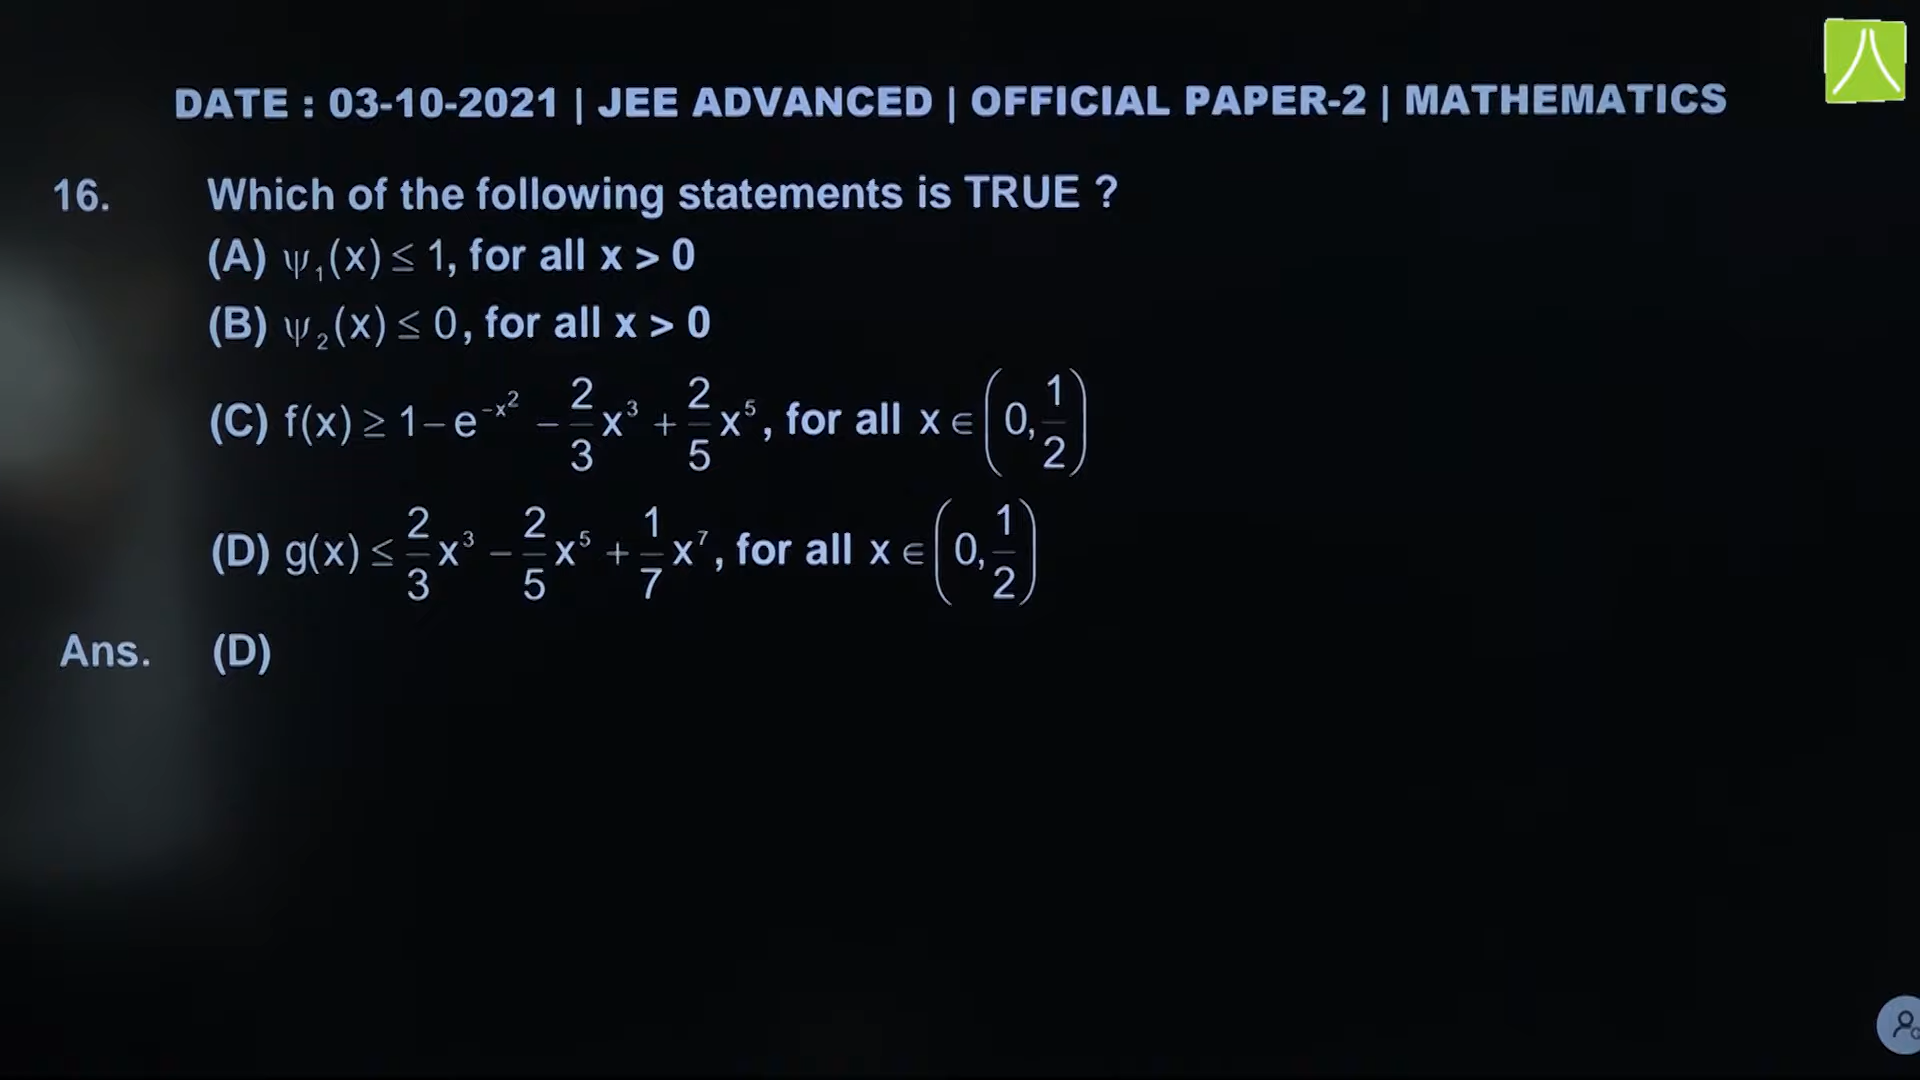 DATE : 03-10-2021 | JEE ADVANCED | OFFICIAL PAPER-2 | MATHEMATICS
16. Which of the following statements is TRUE ?
(A) ψ₁(x) ≤ 1, for all x > 0
(B) ψ₂(x) ≤ 0, for all x > 0
(C) f(x) ≥ 1 − e^(−x²) − 2/3 x³ + 2/5 x⁵, for all x ∈ (0, 1/2)
(D) g(x) ≤ 2/3 x³ − 2/5 x⁵ + 1/7 x⁷, for all x ∈ (0, 1/2)
Ans. (D)